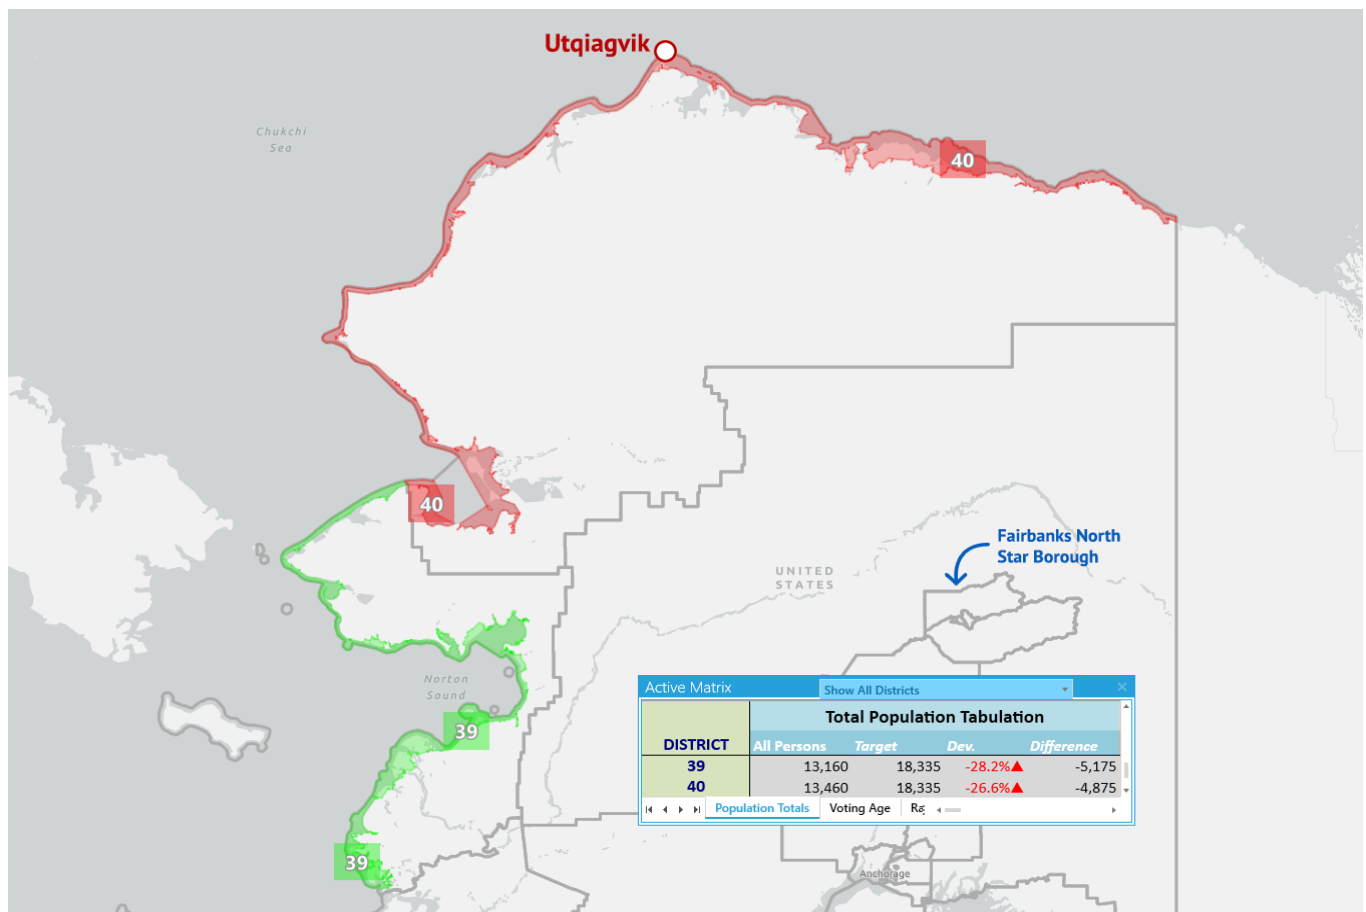 Utqiagvik
Chukchi
Sea
40
40
Fairbanks North
Star Borough
UNITED
STATES
Norton
Sound
39
Active Matrix
Show All Districts
Total Population Tabulation
DISTRICT All Persons Target Dev. Difference
39 13,160 18,335 -28.2% -5,175
40 13,460 18,335 -26.6% -4,875
Population Totals Voting Age
39
Anchorage